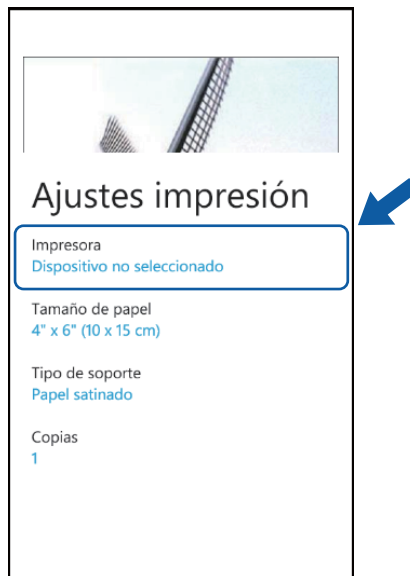 Ajustes impresión
Impresora
Dispositivo no seleccionado
Tamaño de papel
4" x 6" (10 x 15 cm)
Tipo de soporte
Papel satinado
Copias
1